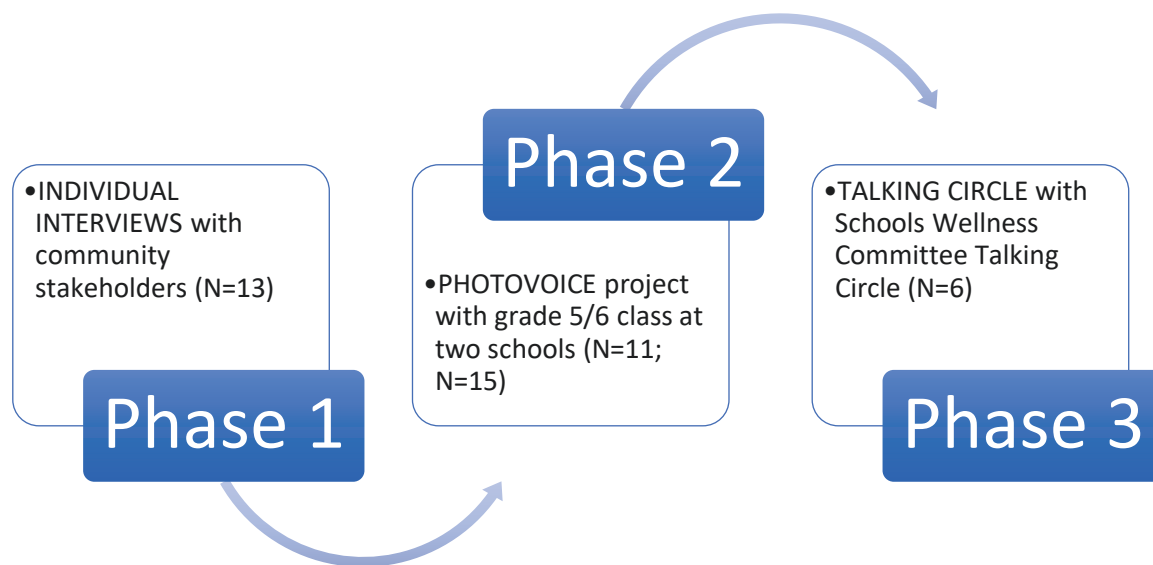 •INDIVIDUAL
INTERVIEWS with
community
stakeholders (N=13)
Phase 1
Phase 2
•PHOTOVOICE project
with grade 5/6 class at
two schools (N=11;
N=15)
•TALKING CIRCLE with
Schools Wellness
Committee Talking
Circle (N=6)
Phase 3